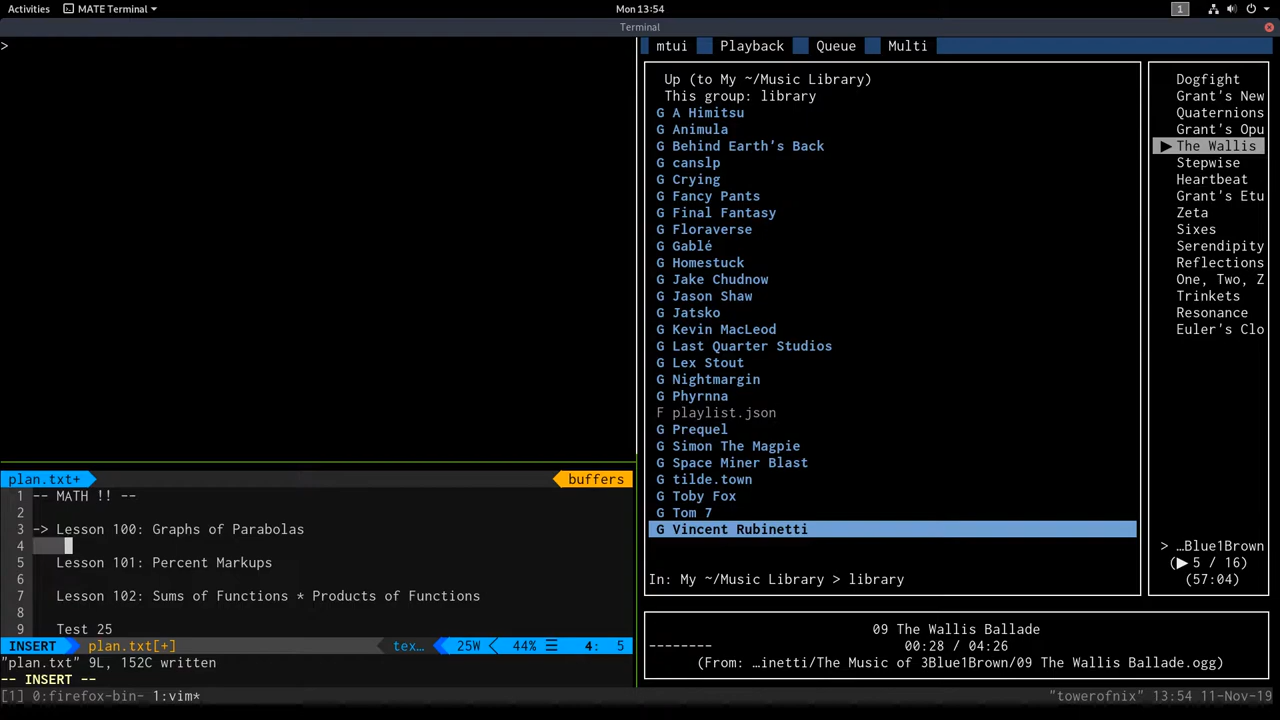 Activities MATE Terminal Mon 13:54 1
Terminal
>
mtui Playback Queue Multi
Up (to My ~/Music Library)
This group: library
G A Himitsu
G Animula
G Behind Earth's Back
G canslp
G Crying
G Fancy Pants
G Final Fantasy
G Floraverse
G Gablé
G Homestuck
G Jake Chudnow
G Jason Shaw
G Jatsko
G Kevin MacLeod
G Last Quarter Studios
G Lex Stout
G Nightmargin
G Phyrnna
F playlist.json
G Prequel
G Simon The Magpie
G Space Miner Blast
G tilde.town
G Toby Fox
G Tom 7
G Vincent Rubinetti
In: My ~/Music Library > library
Dogfight
Grant's New
Quaternions
Grant's Opu
▶ The Wallis
Stepwise
Heartbeat
Grant's Etu
Zeta
Sixes
Serendipity
Reflections
One, Two, Z
Trinkets
Resonance
Euler's Clo
> …Blue1Brown
(▶ 5 / 16)
(57:04)
09 The Wallis Ballade
-------- 00:28 / 04:26
(From: …inetti/The Music of 3Blue1Brown/09 The Wallis Ballade.ogg)
plan.txt+ buffers
1 -- MATH !! --
2
3 -> Lesson 100: Graphs of Parabolas
4
5 Lesson 101: Percent Markups
6
7 Lesson 102: Sums of Functions * Products of Functions
8
9 Test 25
INSERT plan.txt[+] tex… 25W 44% ☰ 4: 5
"plan.txt" 9L, 152C written
-- INSERT --
[1] 0:firefox-bin- 1:vim* "towerofnix" 13:54 11-Nov-19